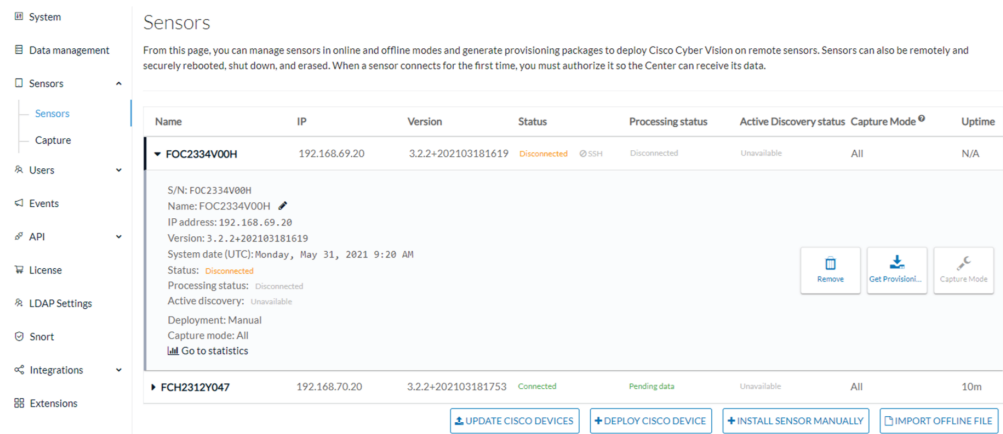 System
Data management
Sensors
Sensors
Capture
Users
Events
API
License
LDAP Settings
Snort
Integrations
Extensions
Sensors
From this page, you can manage sensors in online and offline modes and generate provisioning packages to deploy Cisco Cyber Vision on remote sensors. Sensors can also be remotely and
securely rebooted, shut down, and erased. When a sensor connects for the first time, you must authorize it so the Center can receive its data.
Name IP Version Status Processing status Active Discovery status Capture Mode Uptime
FOC2334V00H 192.168.69.20 3.2.2+202103181619 Disconnected SSH Disconnected Unavailable All N/A
S/N: FOC2334V00H
Name: FOC2334V00H
IP address: 192.168.69.20
Version: 3.2.2+202103181619
System date (UTC): Monday, May 31, 2021 9:20 AM
Status: Disconnected
Processing status: Disconnected
Active discovery: Unavailable
Deployment: Manual
Capture mode: All
Go to statistics
Remove Get Provisioni... Capture Mode
FCH2312Y047 192.168.70.20 3.2.2+202103181753 Connected Pending data Unavailable All 10m
UPDATE CISCO DEVICES +DEPLOY CISCO DEVICE +INSTALL SENSOR MANUALLY IMPORT OFFLINE FILE